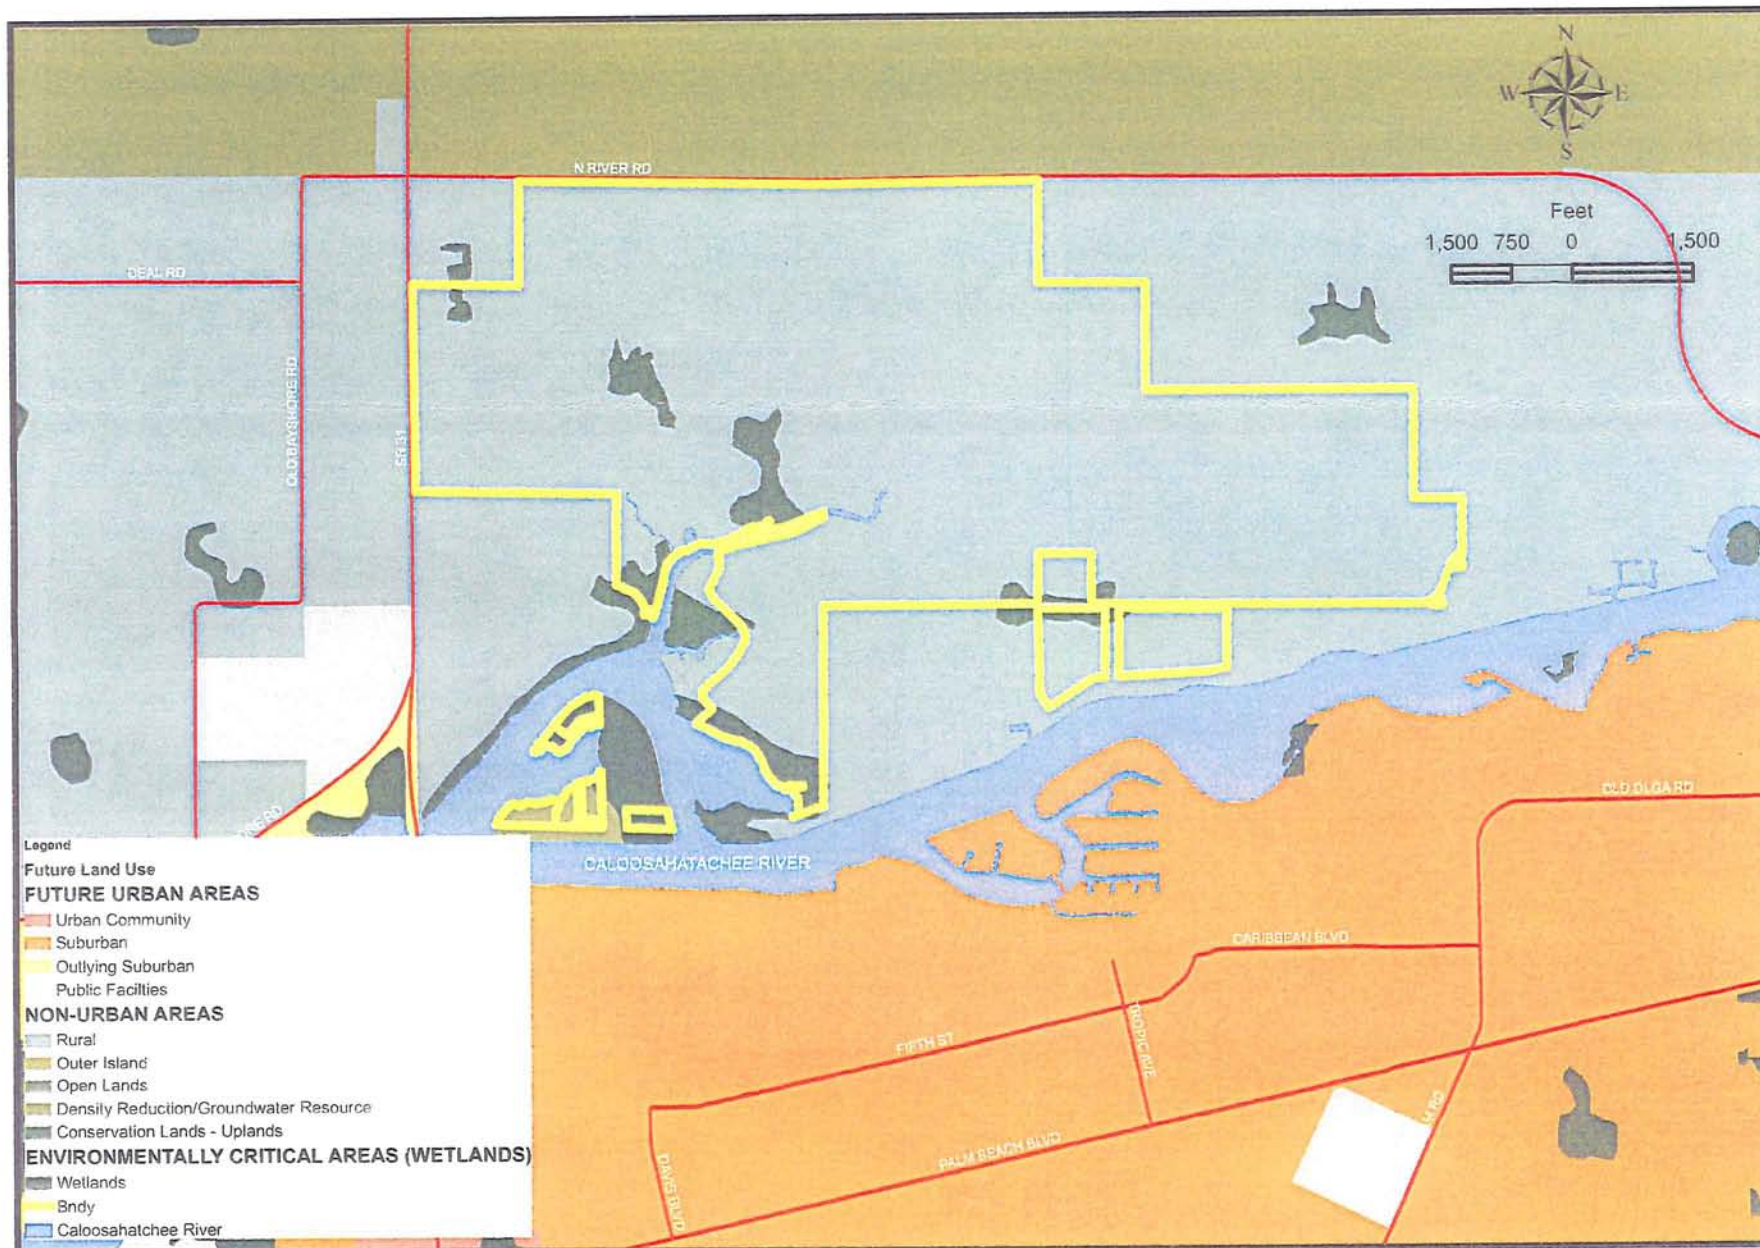 N
W E
S
N RIVER RD
Feet
1,500 750 0 1,500
DEAL RD
OLD BAYSHORE RD
SR 31
OLD OLGA RD
Legend
Future Land Use
FUTURE URBAN AREAS
Urban Community
Suburban
Outlying Suburban
Public Facilties
NON-URBAN AREAS
Rural
Outer Island
Open Lands
Density Reduction/Groundwater Resource
Conservation Lands - Uplands
ENVIRONMENTALLY CRITICAL AREAS (WETLANDS)
Wetlands
Bndy
Caloosahatchee River
CALOOSAHATACHEE RIVER
CARIBBEAN BLVD
FIFTH ST
TROPIC AVE
PALM BEACH BLVD
DAVIS BLVD
RD